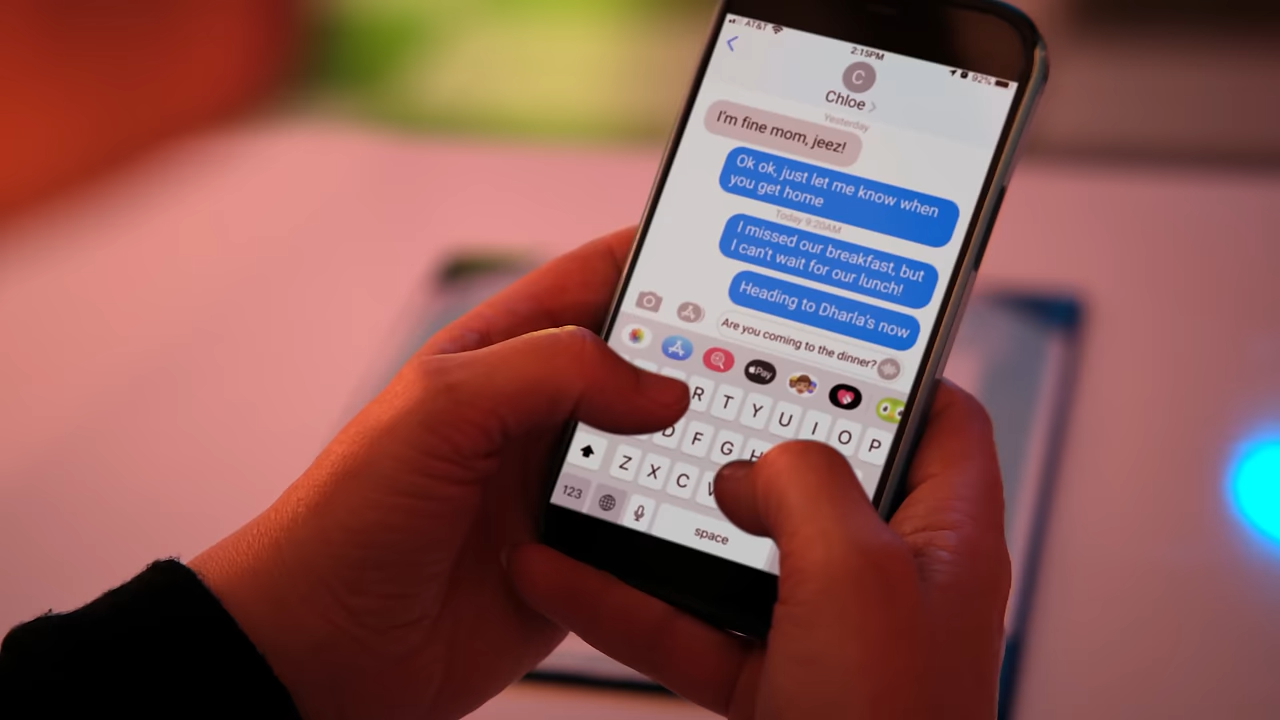 AT&T
2:15PM
92%
C
Chloe
Yesterday
I'm fine mom, jeez!
Ok ok, just let me know when
you get home
Today 9:20AM
I missed our breakfast, but
I can't wait for our lunch!
Heading to Dharla's now
Are you coming to the dinner?
Pay
R T Y U I O P
D F G H
Z X C V
123
space